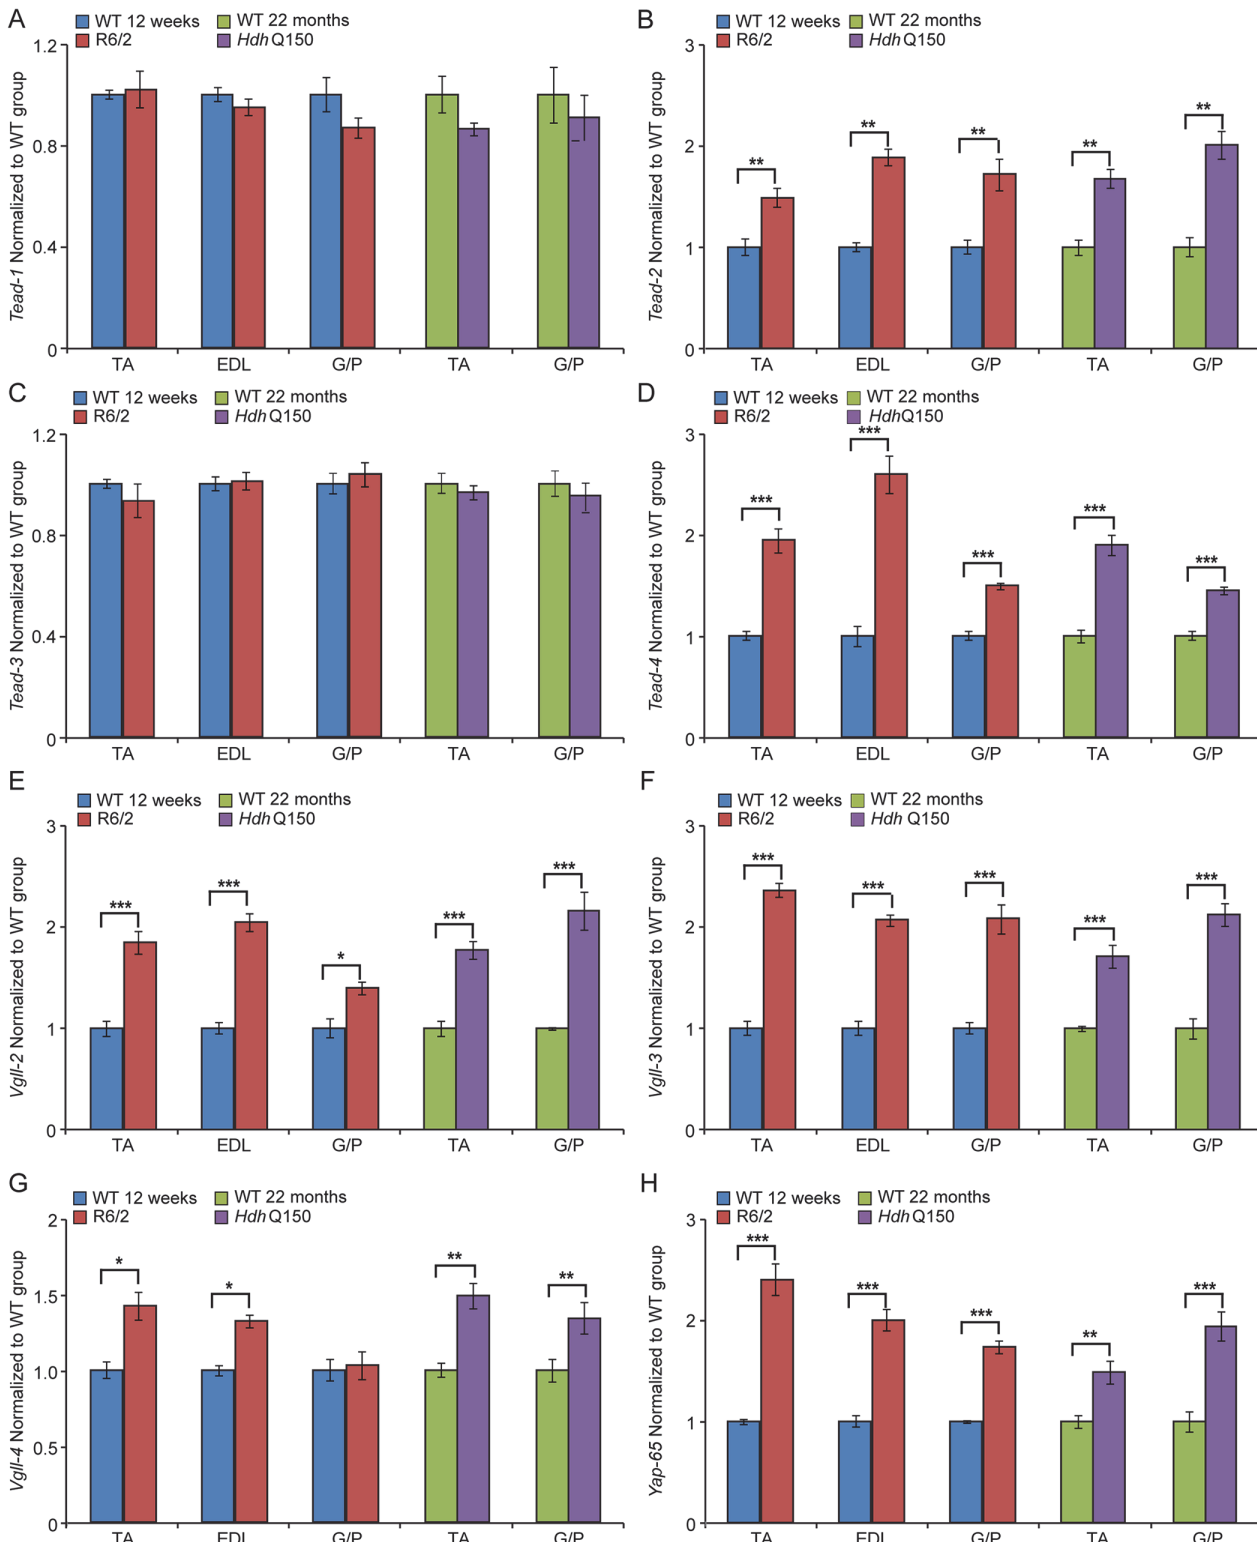 A
WT 12 weeks WT 22 months
R6/2 Hdh Q150
Tead-1 Normalized to WT group
1.2
0.8
0.4
0
TA EDL G/P TA G/P
B
WT 12 weeks WT 22 months
R6/2 Hdh Q150
Tead-2 Normalized to WT group
3
2
1
0
** ** ** ** **
TA EDL G/P TA G/P
C
WT 12 weeks WT 22 months
R6/2 Hdh Q150
Tead-3 Normalized to WT group
1.2
0.8
0.4
0
TA EDL G/P TA G/P
D
WT 12 weeks WT 22 months
R6/2 HdhQ150
Tead-4 Normalized to WT group
3
2
1
0
*** *** *** *** ***
TA EDL G/P TA G/P
E
WT 12 weeks WT 22 months
R6/2 Hdh Q150
Vgll-2 Normalized to WT group
3
2
1
0
*** *** * *** ***
TA EDL G/P TA G/P
F
WT 12 weeks WT 22 months
R6/2 Hdh Q150
Vgll-3 Normalized to WT group
3
2
1
0
*** *** *** *** ***
TA EDL G/P TA G/P
G
WT 12 weeks WT 22 months
R6/2 Hdh Q150
Vgll-4 Normalized to WT group
2
1.5
1.0
0.5
0
* * ** **
TA EDL G/P TA G/P
H
WT 12 weeks WT 22 months
R6/2 Hdh Q150
Yap-65 Normalized to WT group
3
2
1
0
*** *** *** ** ***
TA EDL G/P TA G/P